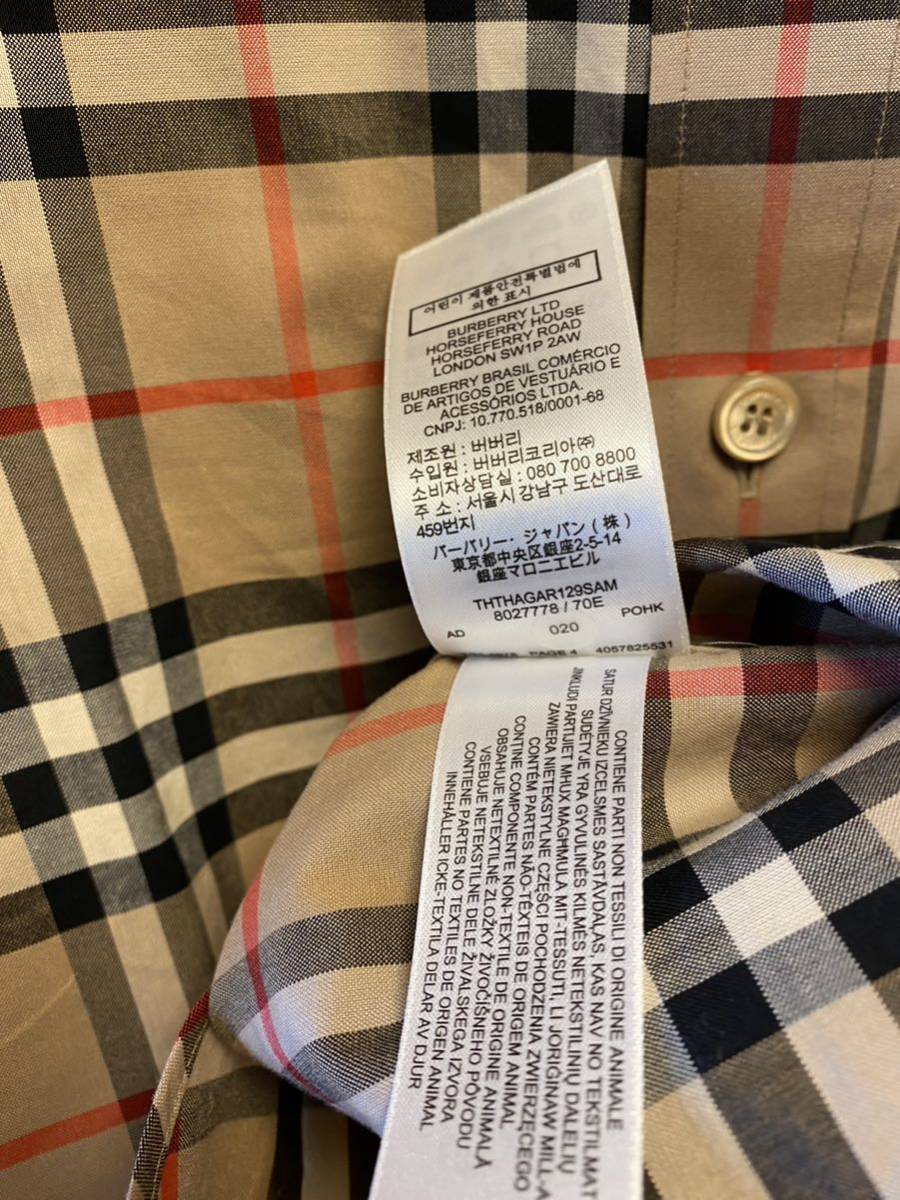 어린이 제품안전특별법에
의한 표시
BURBERRY LTD
HORSEFERRY HOUSE
HORSEFERRY ROAD
LONDON SW1P 2AW
BURBERRY BRASIL COMÉRCIO
DE ARTIGOS DE VESTUÁRIO E
ACESSÓRIOS LTDA.
CNPJ: 10.770.518/0001-68
제조원 : 버버리
수입원 : 버버리코리아㈜
소비자상담실 : 080 700 8800
주 소 : 서울시 강남구 도산대로
459번지
バーバリー・ジャパン(株)
東京都中央区銀座2-5-14
銀座マロニエビル
THTHAGAR129SAM
8027778 / 70E
AD 020 POHK
PAGE 4 4057825531
CONTIENE PARTI NON TESSILI DI ORIGINE ANIMALE
SATUR DZĪVNIEKU IZCELSMES SASTĀVDAĻAS, KAS NAV NO TEKSTILMAT
SUDĖTYJE YRA GYVULINĖS KILMĖS NETEKSTILINIŲ DALELIŲ
JINKLUDI PARTIJIET MHUX MAGĦMULA MIT-TESSUTI, LI JORIĠINAW MILL-A
ZAWIERA NIETEKSTYLNE CZĘŚCI POCHODZENIA ZWIERZĘCEGO
CONTÉM PARTES NÃO-TÊXTEIS DE ORIGEM ANIMAL
CONȚINE COMPONENTE NON-TEXTILE DE ORIGINE ANIMALĂ
OBSAHUJE NETEXTILNÉ ZLOŽKY ŽIVOČÍŠNEHO PÔVODU
VSEBUJE NETEKSTILNE DELE ŽIVALSKEGA IZVORA
CONTIENE PARTES NO TEXTILES DE ORIGEN ANIMAL
INNEHÅLLER ICKE-TEXTILA DELAR AV DJUR